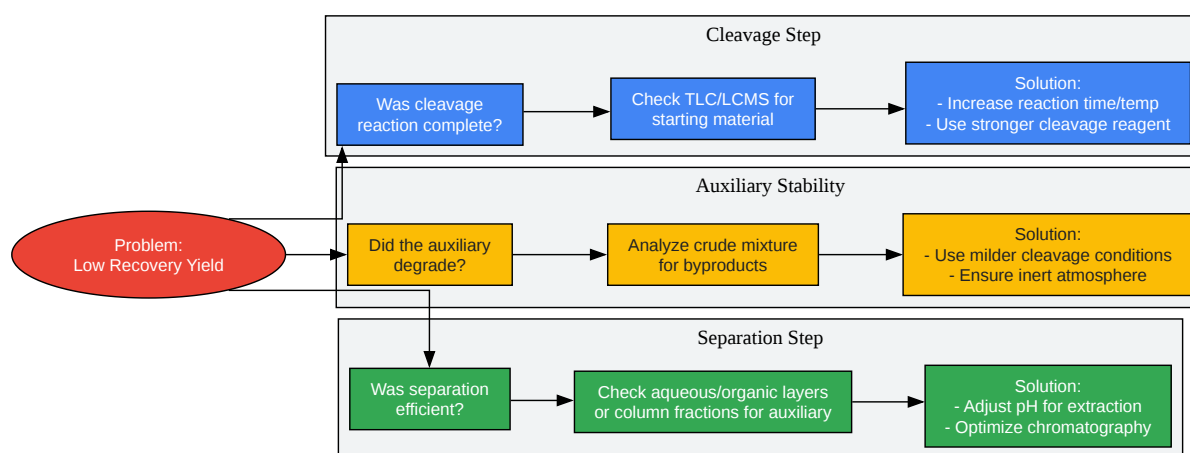 Cleavage Step
Was cleavage
reaction complete?
Check TLC/LCMS for
starting material
Solution:
- Increase reaction time/temp
- Use stronger cleavage reagent
Auxiliary Stability
Problem:
Low Recovery Yield
Did the auxiliary
degrade?
Analyze crude mixture
for byproducts
Solution:
- Use milder cleavage conditions
- Ensure inert atmosphere
Separation Step
Was separation
efficient?
Check aqueous/organic layers
or column fractions for auxiliary
Solution:
- Adjust pH for extraction
- Optimize chromatography